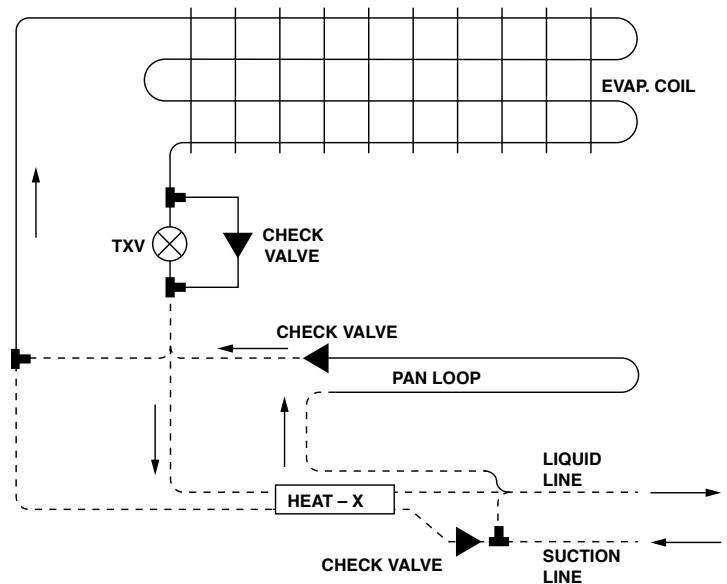 EVAP. COIL
TXV
CHECK
VALVE
CHECK VALVE
PAN LOOP
LIQUID
LINE
HEAT – X
CHECK VALVE
SUCTION
LINE